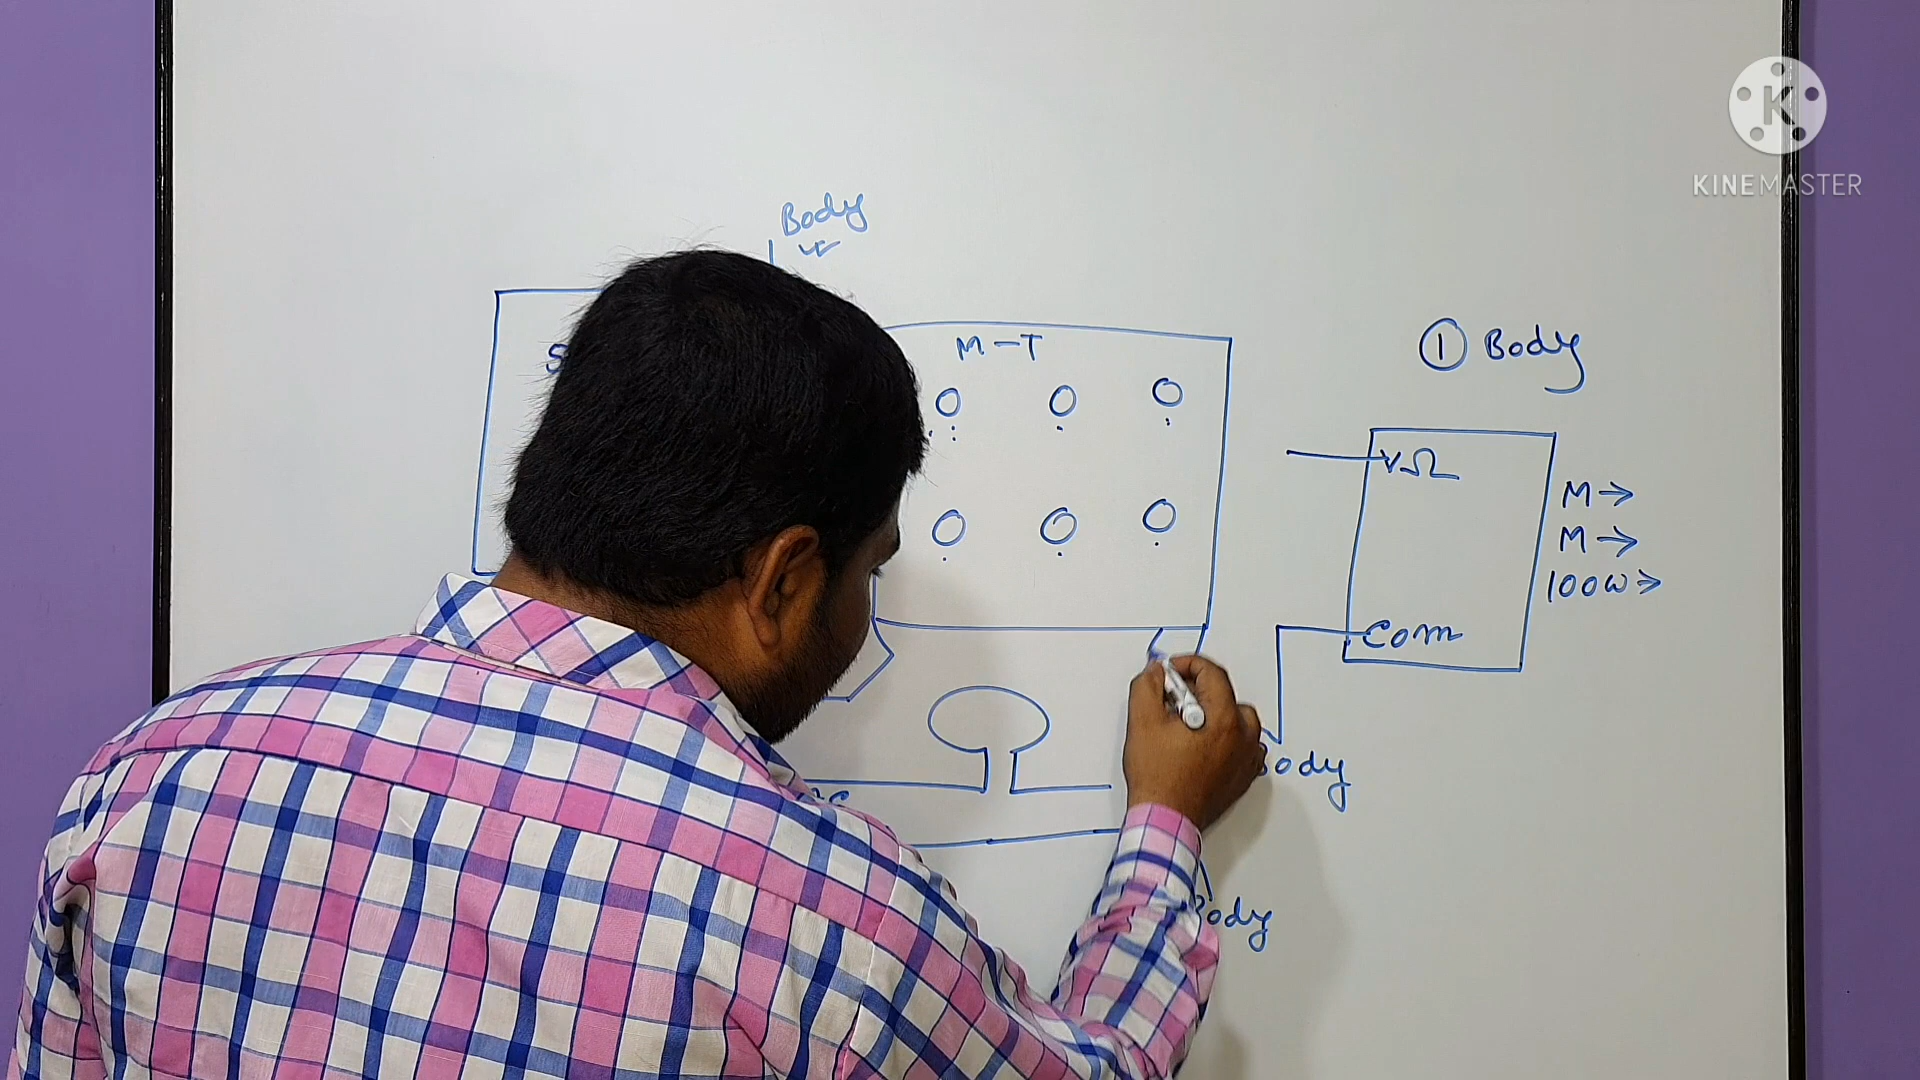 K
KINEMASTER
Body
S
M-T
① Body
VΩ
M→
M→
100W→
Com
Body
Body